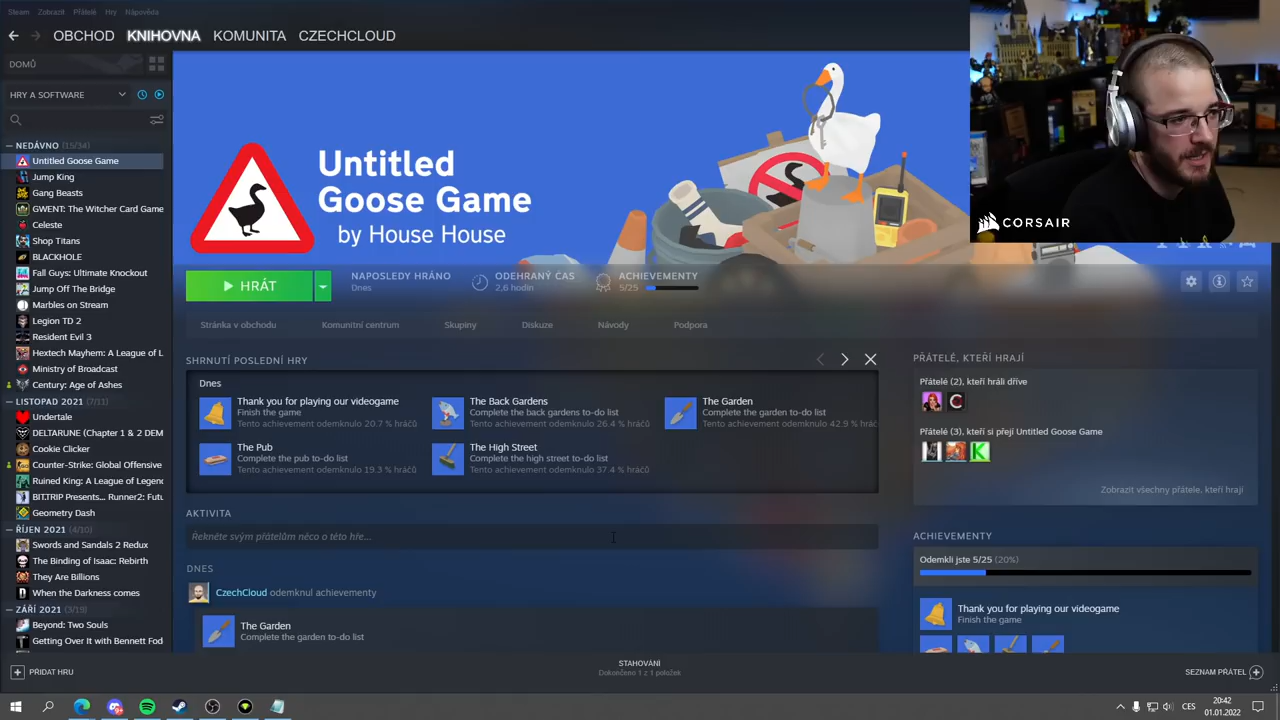 Steam Zobrazit Přátelé Hry Nápověda
OBCHOD KNIHOVNA KOMUNITA CZECHCLOUD
DOMŮ
HRY A SOFTWARE
NEDÁVNO (15/34)
Untitled Goose Game
Jump King
Gang Beasts
GWENT: The Witcher Card Game
Celeste
Shop Titans
BLACKHOLE
Fall Guys: Ultimate Knockout
Jump Off The Bridge
Marbles on Stream
Legion TD 2
Resident Evil 3
Hextech Mayhem: A League of L
Ministry of Broadcast
Century: Age of Ashes
LISTOPAD 2021 (7/11)
Undertale
DELTARUNE (Chapter 1 & 2 DEM
Cookie Clicker
Counter-Strike: Global Offensive
Ruined King: A League of Legend
BIT.TRIP Presents... Runner2: Futu
Geometry Dash
ŘÍJEN 2021 (4/10)
Swords and Sandals 2 Redux
The Binding of Isaac: Rebirth
They Are Billions
When the Darkness comes
ZÁŘÍ 2021 (3/19)
Beyond: Two Souls
Getting Over It with Bennett Fod
PŘIDAT HRU
Untitled
Goose Game
by House House
CORSAIR
HRÁT
NAPOSLEDY HRÁNO
Dnes
ODEHRANÝ ČAS
2,6 hodin
ACHIEVEMENTY
5/25
Stránka v obchodu Komunitní centrum Skupiny Diskuze Návody Podpora
SHRNUTÍ POSLEDNÍ HRY
Dnes
Thank you for playing our videogame
Finish the game
Tento achievement odemknulo 20.7 % hráčů
The Back Gardens
Complete the back gardens to-do list
Tento achievement odemknulo 26.4 % hráčů
The Garden
Complete the garden to-do list
Tento achievement odemknulo 42.9 % hráčů
The Pub
Complete the pub to-do list
Tento achievement odemknulo 19.3 % hráčů
The High Street
Complete the high street to-do list
Tento achievement odemknulo 37.4 % hráčů
AKTIVITA
Řekněte svým přátelům něco o této hře...
DNES
CzechCloud odemknul achievementy
The Garden
Complete the garden to-do list
PŘÁTELÉ, KTEŘÍ HRAJÍ
Přátelé (2), kteří hráli dříve
Přátelé (3), kteří si přejí Untitled Goose Game
Zobrazit všechny přátele, kteří hrají
ACHIEVEMENTY
Odemkli jste 5/25 (20%)
Thank you for playing our videogame
Finish the game
STAHOVÁNÍ
Dokončeno 1 z 1 položek
SEZNAM PŘÁTEL
CES
20:42
01.01.2022